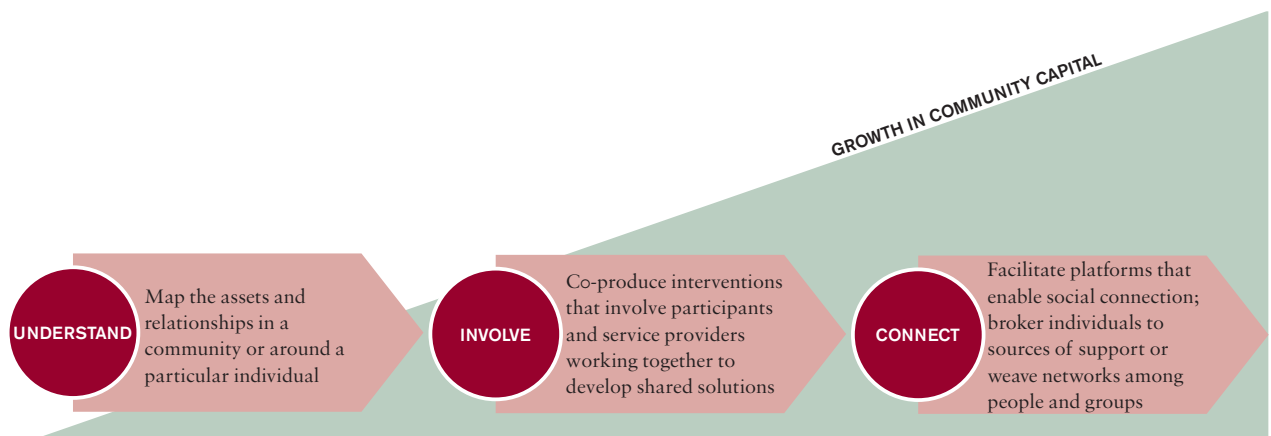 GROWTH IN COMMUNITY CAPITAL
UNDERSTAND
Map the assets and
relationships in a
community or around a
particular individual
INVOLVE
Co-produce interventions
that involve participants
and service providers
working together to
develop shared solutions
CONNECT
Facilitate platforms that
enable social connection;
broker individuals to
sources of support or
weave networks among
people and groups